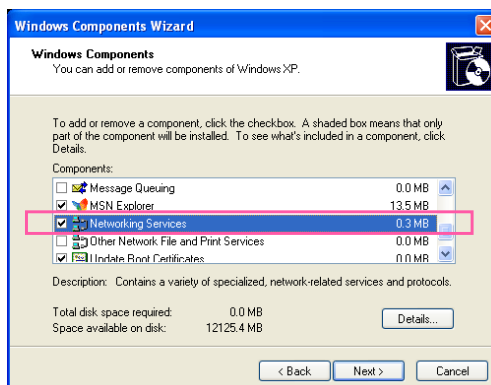 Windows Components Wizard
Windows Components
You can add or remove components of Windows XP.
To add or remove a component, click the checkbox. A shaded box means that only
part of the component will be installed. To see what's included in a component, click
Details.
Components:
Message Queuing 0.0 MB
MSN Explorer 13.5 MB
Networking Services 0.3 MB
Other Network File and Print Services 0.0 MB
Update Root Certificates 0.0 MB
Description: Contains a variety of specialized, network-related services and protocols.
Total disk space required: 0.0 MB
Space available on disk: 12125.4 MB
Details...
< Back Next > Cancel